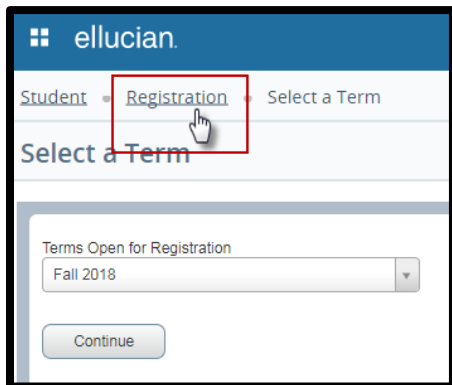 ellucian.
Student • Registration • Select a Term
Select a Term
Terms Open for Registration
Fall 2018
Continue